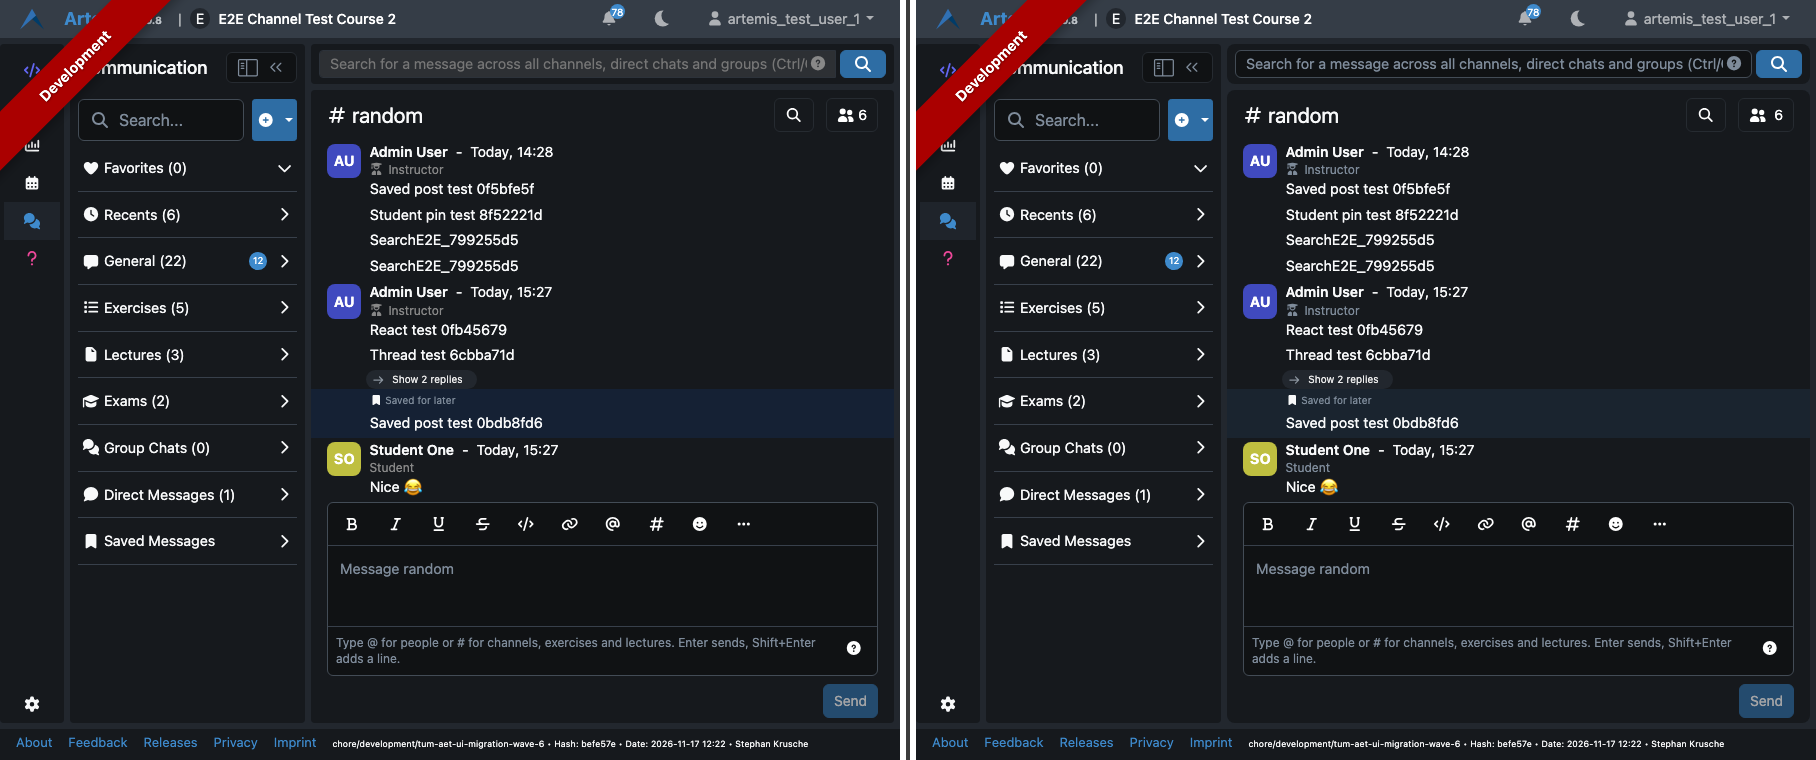 .8 | E E2E Channel Test Course 2 78 artemis_test_user_1
Development
mmunication
Search for a message across all channels, direct chats and groups (Ctrl/
Search...
# random
6
Favorites (0)
Recents (6)
General (22) 12
Exercises (5)
Lectures (3)
Exams (2)
Group Chats (0)
Direct Messages (1)
Saved Messages
AU Admin User - Today, 14:28
Instructor
Saved post test 0f5bfe5f
Student pin test 8f52221d
SearchE2E_799255d5
SearchE2E_799255d5
AU Admin User - Today, 15:27
Instructor
React test 0fb45679
Thread test 6cbba71d
Show 2 replies
Saved for later
Saved post test 0bdb8fd6
SO Student One - Today, 15:27
Student
Nice 😂
B I U S </> @ #
Message random
Type @ for people or # for channels, exercises and lectures. Enter sends, Shift+Enter
adds a line.
Send
About Feedback Releases Privacy Imprint chore/development/tum-aet-ui-migration-wave-6 • Hash: befe57e • Date: 2026-11-17 12:22 • Stephan Krusche
.8 | E E2E Channel Test Course 2 78 artemis_test_user_1
Development
mmunication
Search for a message across all channels, direct chats and groups (Ctrl/
Search...
# random
6
Favorites (0)
Recents (6)
General (22) 12
Exercises (5)
Lectures (3)
Exams (2)
Group Chats (0)
Direct Messages (1)
Saved Messages
AU Admin User - Today, 14:28
Instructor
Saved post test 0f5bfe5f
Student pin test 8f52221d
SearchE2E_799255d5
SearchE2E_799255d5
AU Admin User - Today, 15:27
Instructor
React test 0fb45679
Thread test 6cbba71d
Show 2 replies
Saved for later
Saved post test 0bdb8fd6
SO Student One - Today, 15:27
Student
Nice 😂
B I U S </> @ #
Message random
Type @ for people or # for channels, exercises and lectures. Enter sends, Shift+Enter
adds a line.
Send
About Feedback Releases Privacy Imprint chore/development/tum-aet-ui-migration-wave-6 • Hash: befe57e • Date: 2026-11-17 12:22 • Stephan Krusche